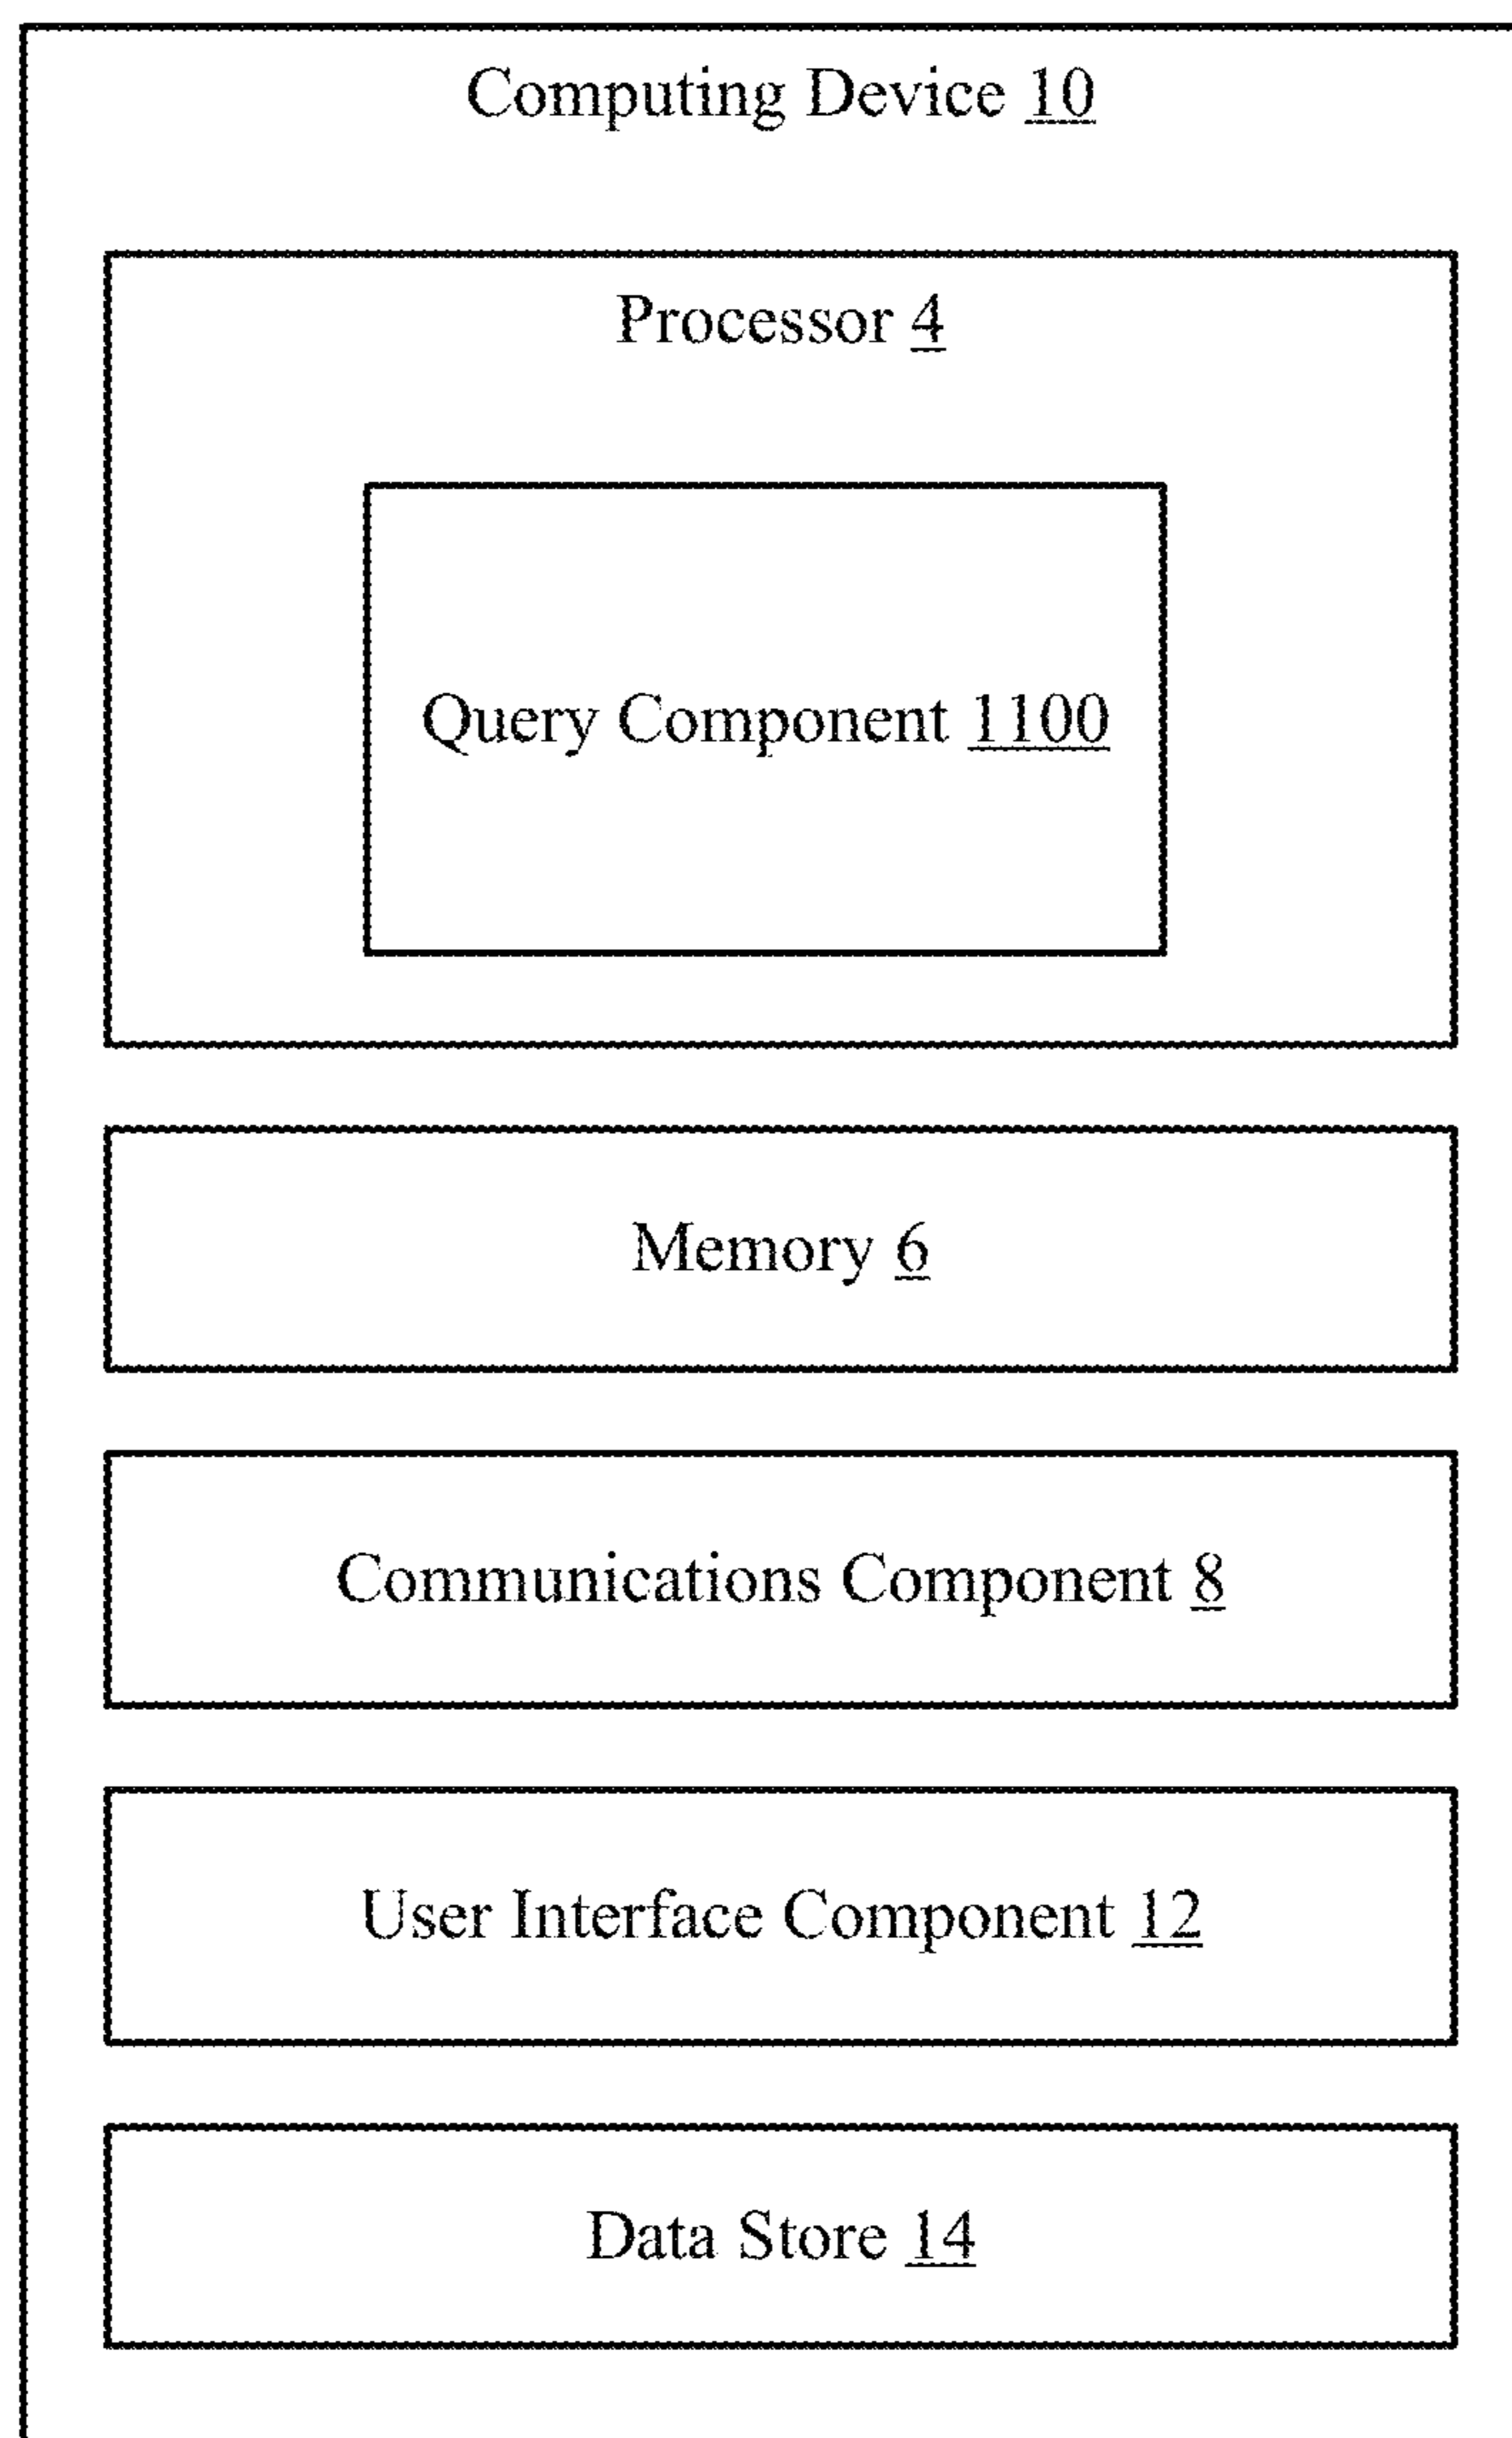 Computing Device 10
Processor 4
Query Component 1100
Memory 6
Communications Component 8
User Interface Component 12
Data Store 14